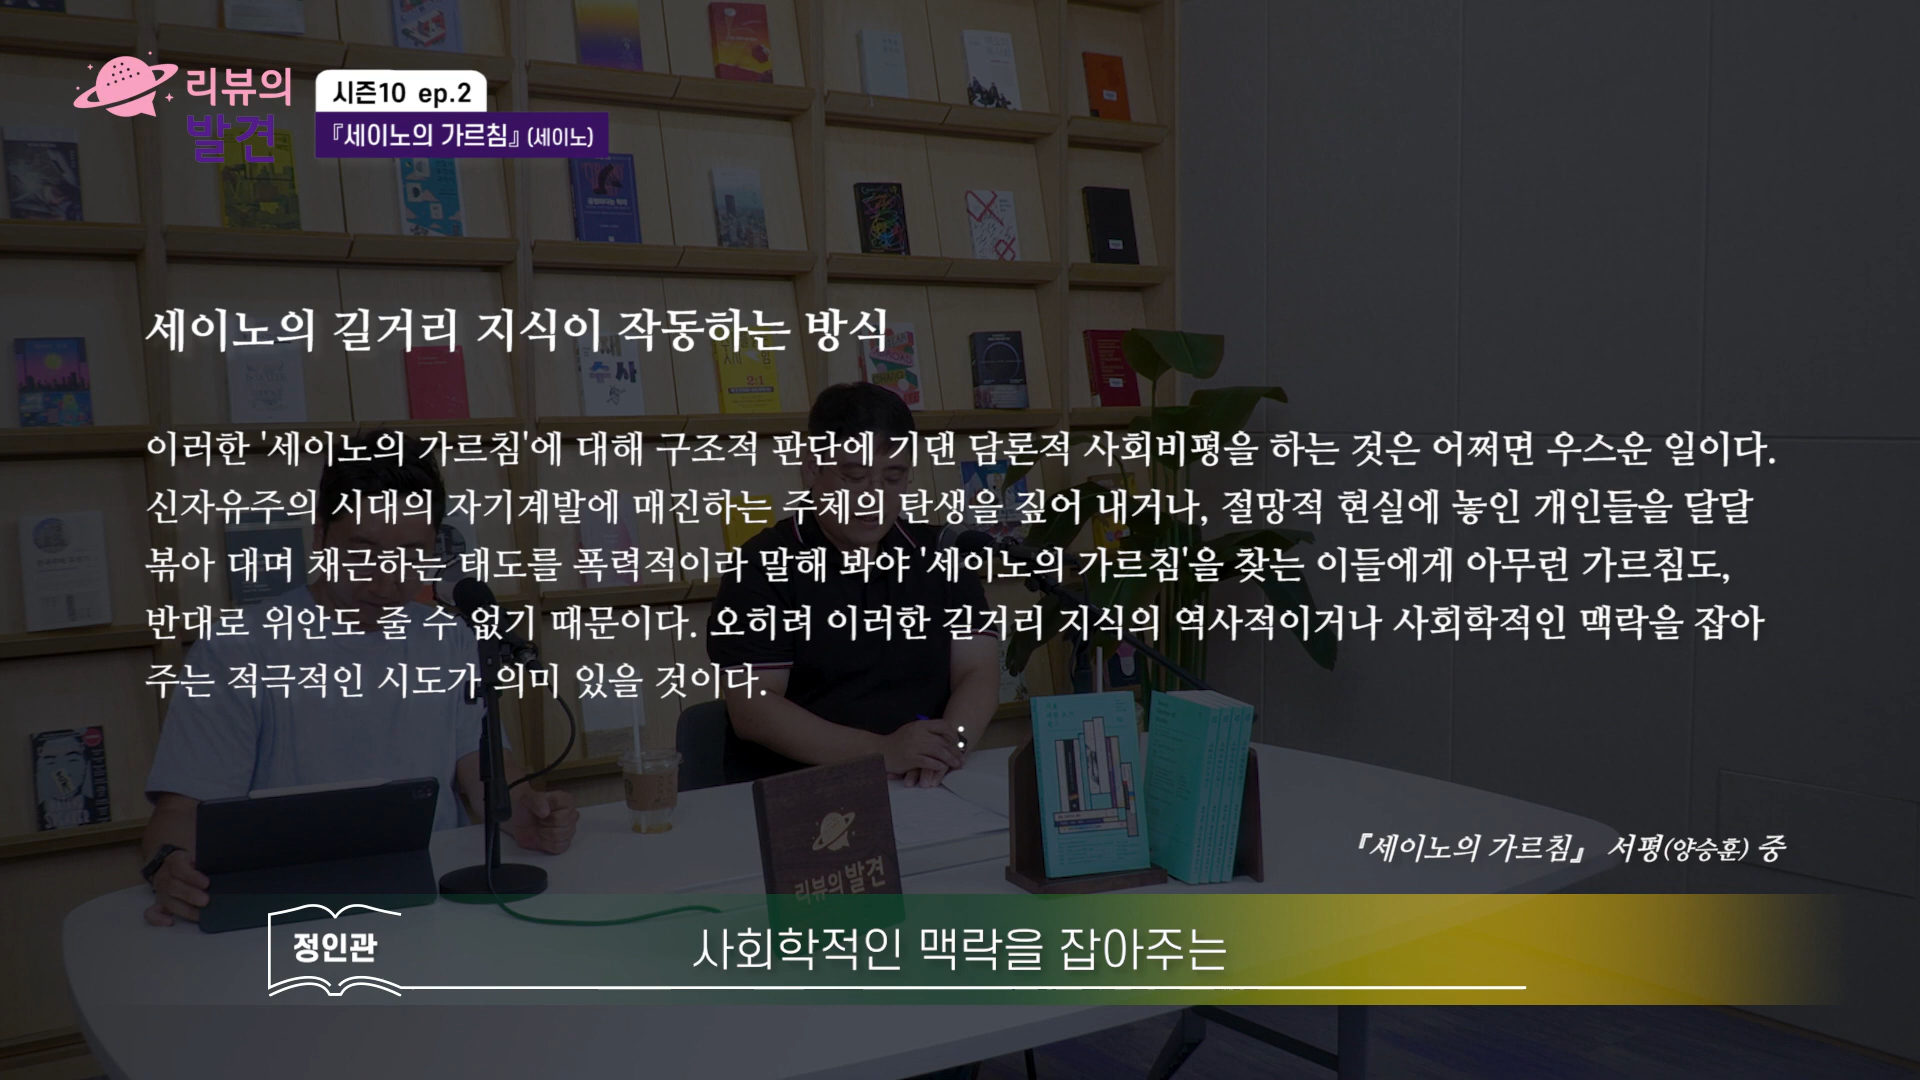 리뷰의
발견
시즌10 ep.2
『세이노의 가르침』 (세이노)
세이노의 길거리 지식이 작동하는 방식
이러한 '세이노의 가르침'에 대해 구조적 판단에 기댄 담론적 사회비평을 하는 것은 어쩌면 우스운 일이다.
신자유주의 시대의 자기계발에 매진하는 주체의 탄생을 짚어 내거나, 절망적 현실에 놓인 개인들을 달달
볶아 대며 채근하는 태도를 폭력적이라 말해 봐야 '세이노의 가르침'을 찾는 이들에게 아무런 가르침도,
반대로 위안도 줄 수 없기 때문이다. 오히려 이러한 길거리 지식의 역사적이거나 사회학적인 맥락을 잡아
주는 적극적인 시도가 의미 있을 것이다.
:
『세이노의 가르침』 서평(양승훈) 중
리뷰의 발견
정인관
사회학적인 맥락을 잡아주는